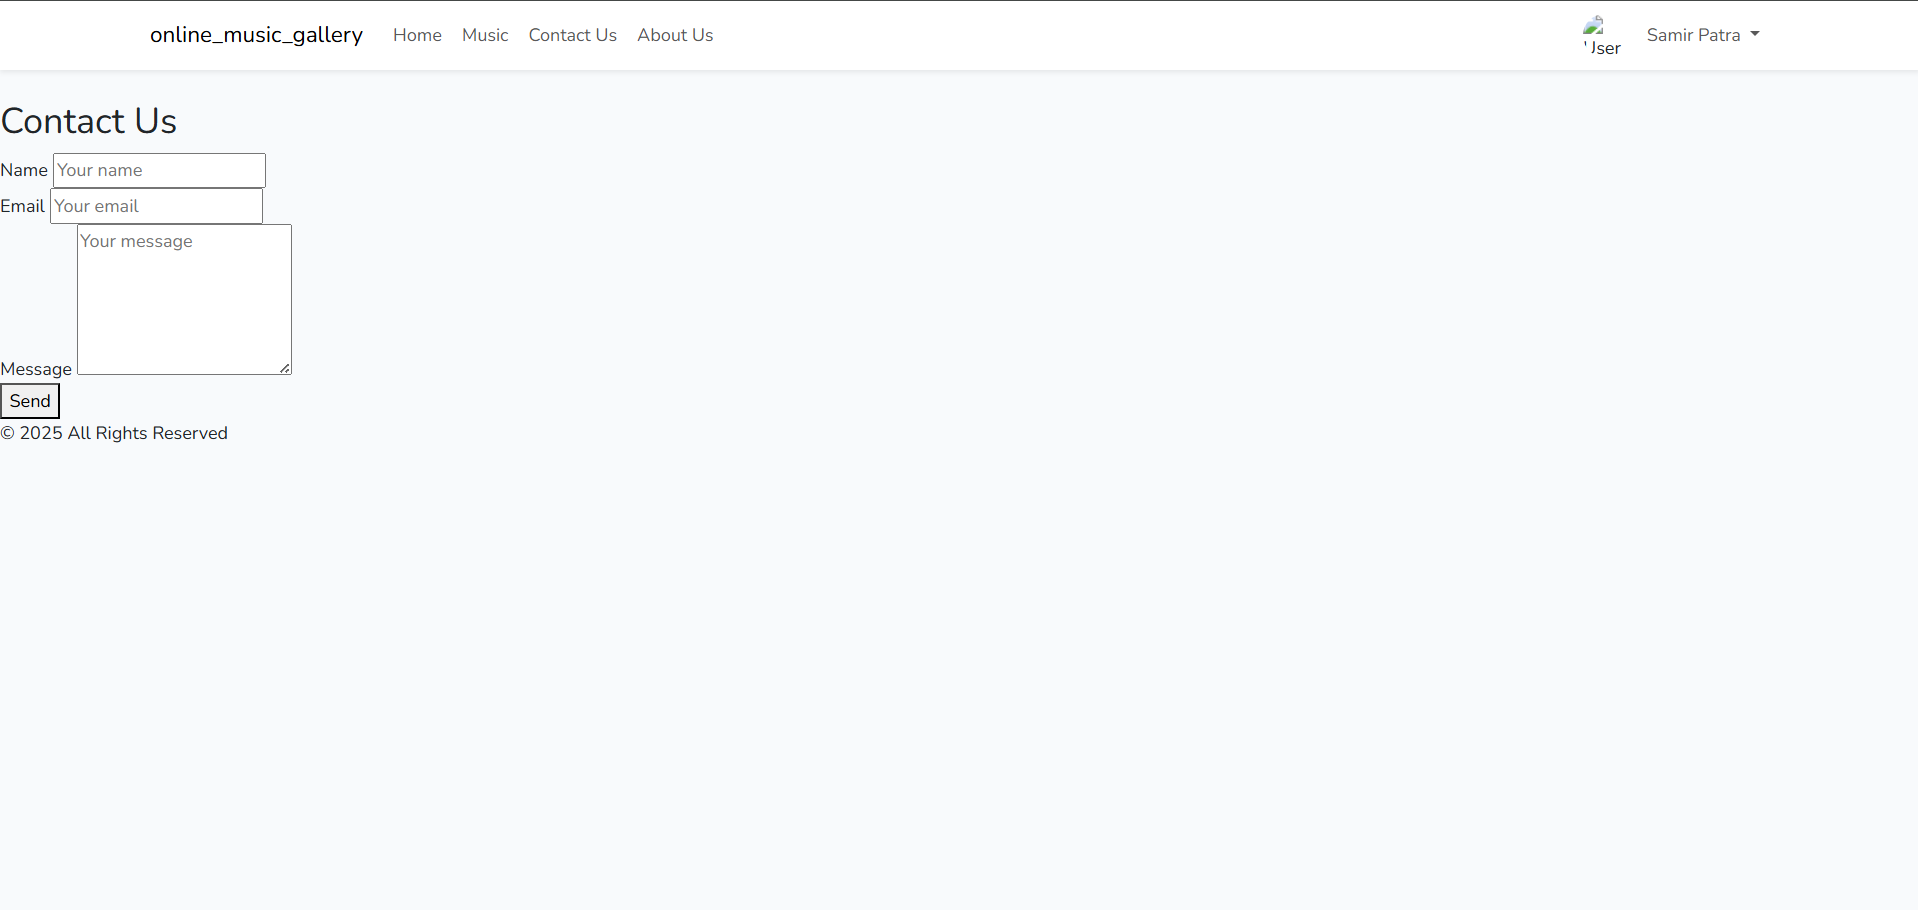 online_music_gallery Home Music Contact Us About Us User Samir Patra
Contact Us
Name Your name
Email Your email
Your message
Message
Send
© 2025 All Rights Reserved